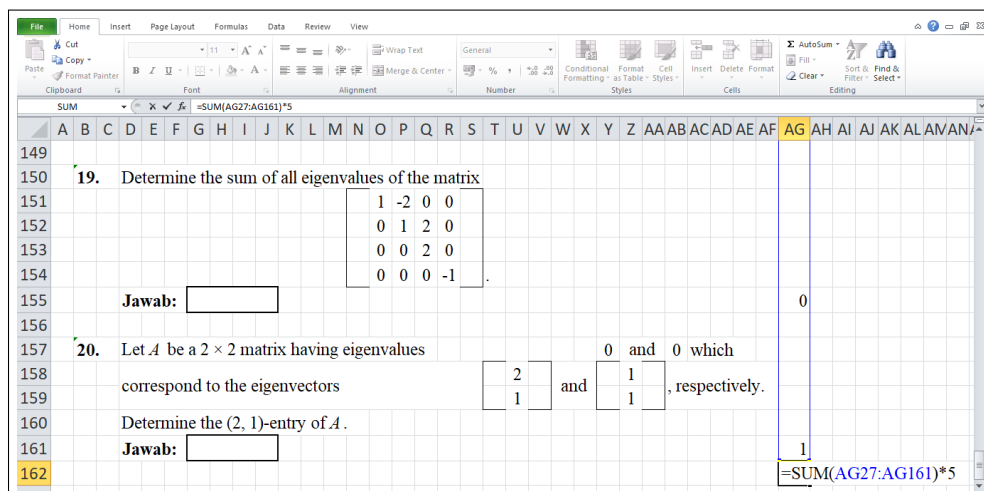 File Home Insert Page Layout Formulas Data Review View
Cut
Copy
Format Painter
Paste
11 A A
B I U A
Wrap Text
Merge & Center
General
% ,
Conditional Formatting
Format as Table
Cell Styles
Insert Delete Format
Σ AutoSum
Fill
Clear
Sort & Filter
Find & Select
Clipboard Font Alignment Number Styles Cells Editing
SUM fx =SUM(AG27:AG161)*5
A B C D E F G H I J K L M N O P Q R S T U V W X Y Z AA AB AC AD AE AF AG AH AI AJ AK AL AM AN
149
150 19. Determine the sum of all eigenvalues of the matrix
151 1 -2 0 0
152 0 1 2 0
153 0 0 2 0
154 0 0 0 -1 .
155 Jawab: 0
156
157 20. Let A be a 2 × 2 matrix having eigenvalues 0 and 0 which
158 2 1
correspond to the eigenvectors and , respectively.
159 1 1
160 Determine the (2, 1)-entry of A .
161 Jawab: 1
162 =SUM(AG27:AG161)*5